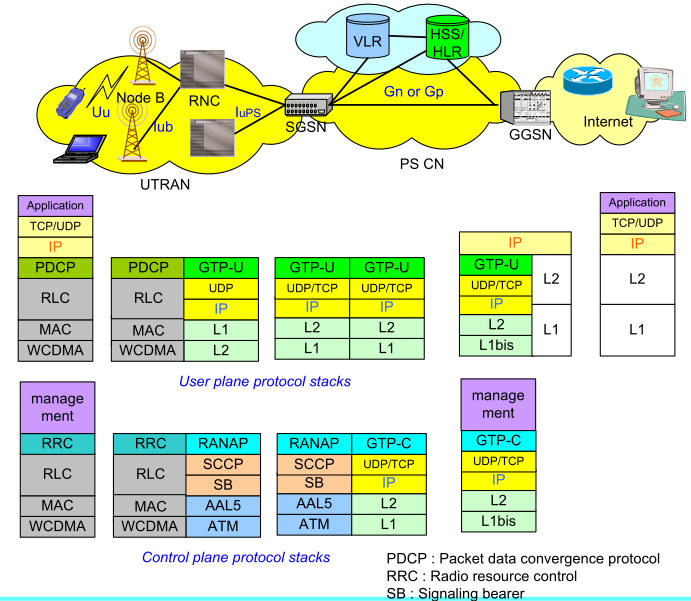 VLR
HSS/
HLR
Node B
RNC
Uu
Iub
IuPS
SGSN
Gn or Gp
GGSN
Internet
PS CN
UTRAN
Application
TCP/UDP
IP
PDCP
RLC
MAC
WCDMA
PDCP
RLC
MAC
WCDMA
GTP-U
UDP
IP
L1
L2
GTP-U
UDP/TCP
IP
L2
L1
GTP-U
UDP/TCP
IP
L2
L1
IP
GTP-U
UDP/TCP
IP
L2
L1bis
L2
L1
Application
TCP/UDP
IP
L2
L1
User plane protocol stacks
manage
ment
RRC
RLC
MAC
WCDMA
RRC
RLC
MAC
WCDMA
RANAP
SCCP
SB
AAL5
ATM
RANAP
SCCP
SB
AAL5
ATM
GTP-C
UDP/TCP
IP
L2
L1
manage
ment
GTP-C
UDP/TCP
IP
L2
L1bis
Control plane protocol stacks
PDCP : Packet data convergence protocol
RRC : Radio resource control
SB : Signaling bearer